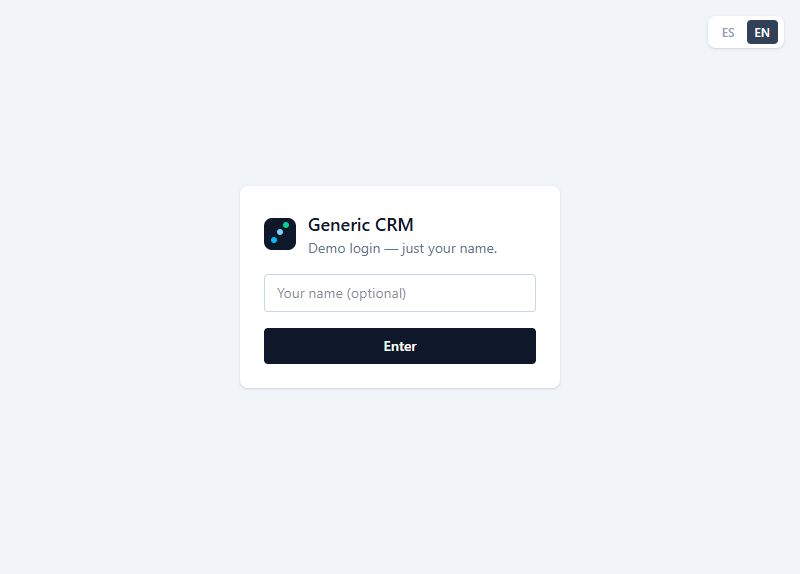 ES EN
Generic CRM
Demo login — just your name.
Your name (optional)
Enter